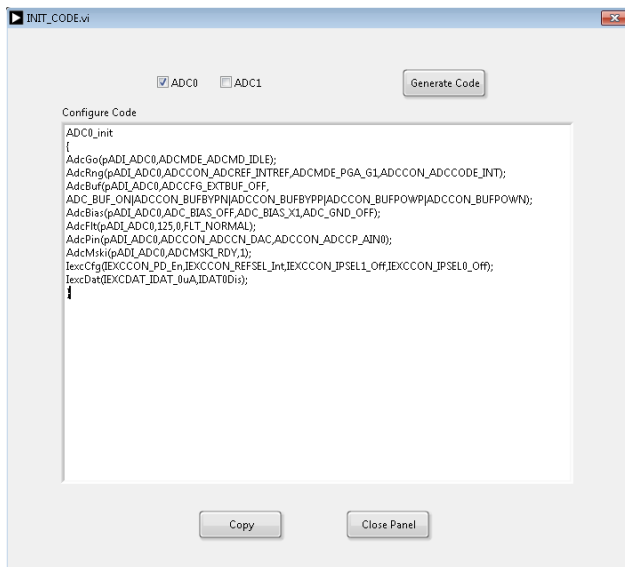 INIT_CODE.vi
ADC0 ADC1 Generate Code
Configure Code
ADC0_init
{
AdcGo(pADI_ADC0,ADCMDE_ADCMD_IDLE);
AdcRng(pADI_ADC0,ADCCON_ADCREF_INTREF,ADCMDE_PGA_G1,ADCCON_ADCCODE_INT);
AdcBuf(pADI_ADC0,ADCCFG_EXTBUF_OFF,
ADC_BUF_ON|ADCCON_BUFBYPN|ADCCON_BUFBYPP|ADCCON_BUFPOWP|ADCCON_BUFPOWN);
AdcBias(pADI_ADC0,ADC_BIAS_OFF,ADC_BIAS_X1,ADC_GND_OFF);
AdcFlt(pADI_ADC0,125,0,FLT_NORMAL);
AdcPin(pADI_ADC0,ADCCON_ADCCN_DAC,ADCCON_ADCCP_AIN0);
AdcMski(pADI_ADC0,ADCMSKI_RDY,1);
IexcCfg(IEXCCON_PD_En,IEXCCON_REFSEL_Int,IEXCCON_IPSEL1_Off,IEXCCON_IPSEL0_Off);
IexcDat(IEXCDAT_IDAT_0uA,IDAT0Dis);
}
Copy Close Panel